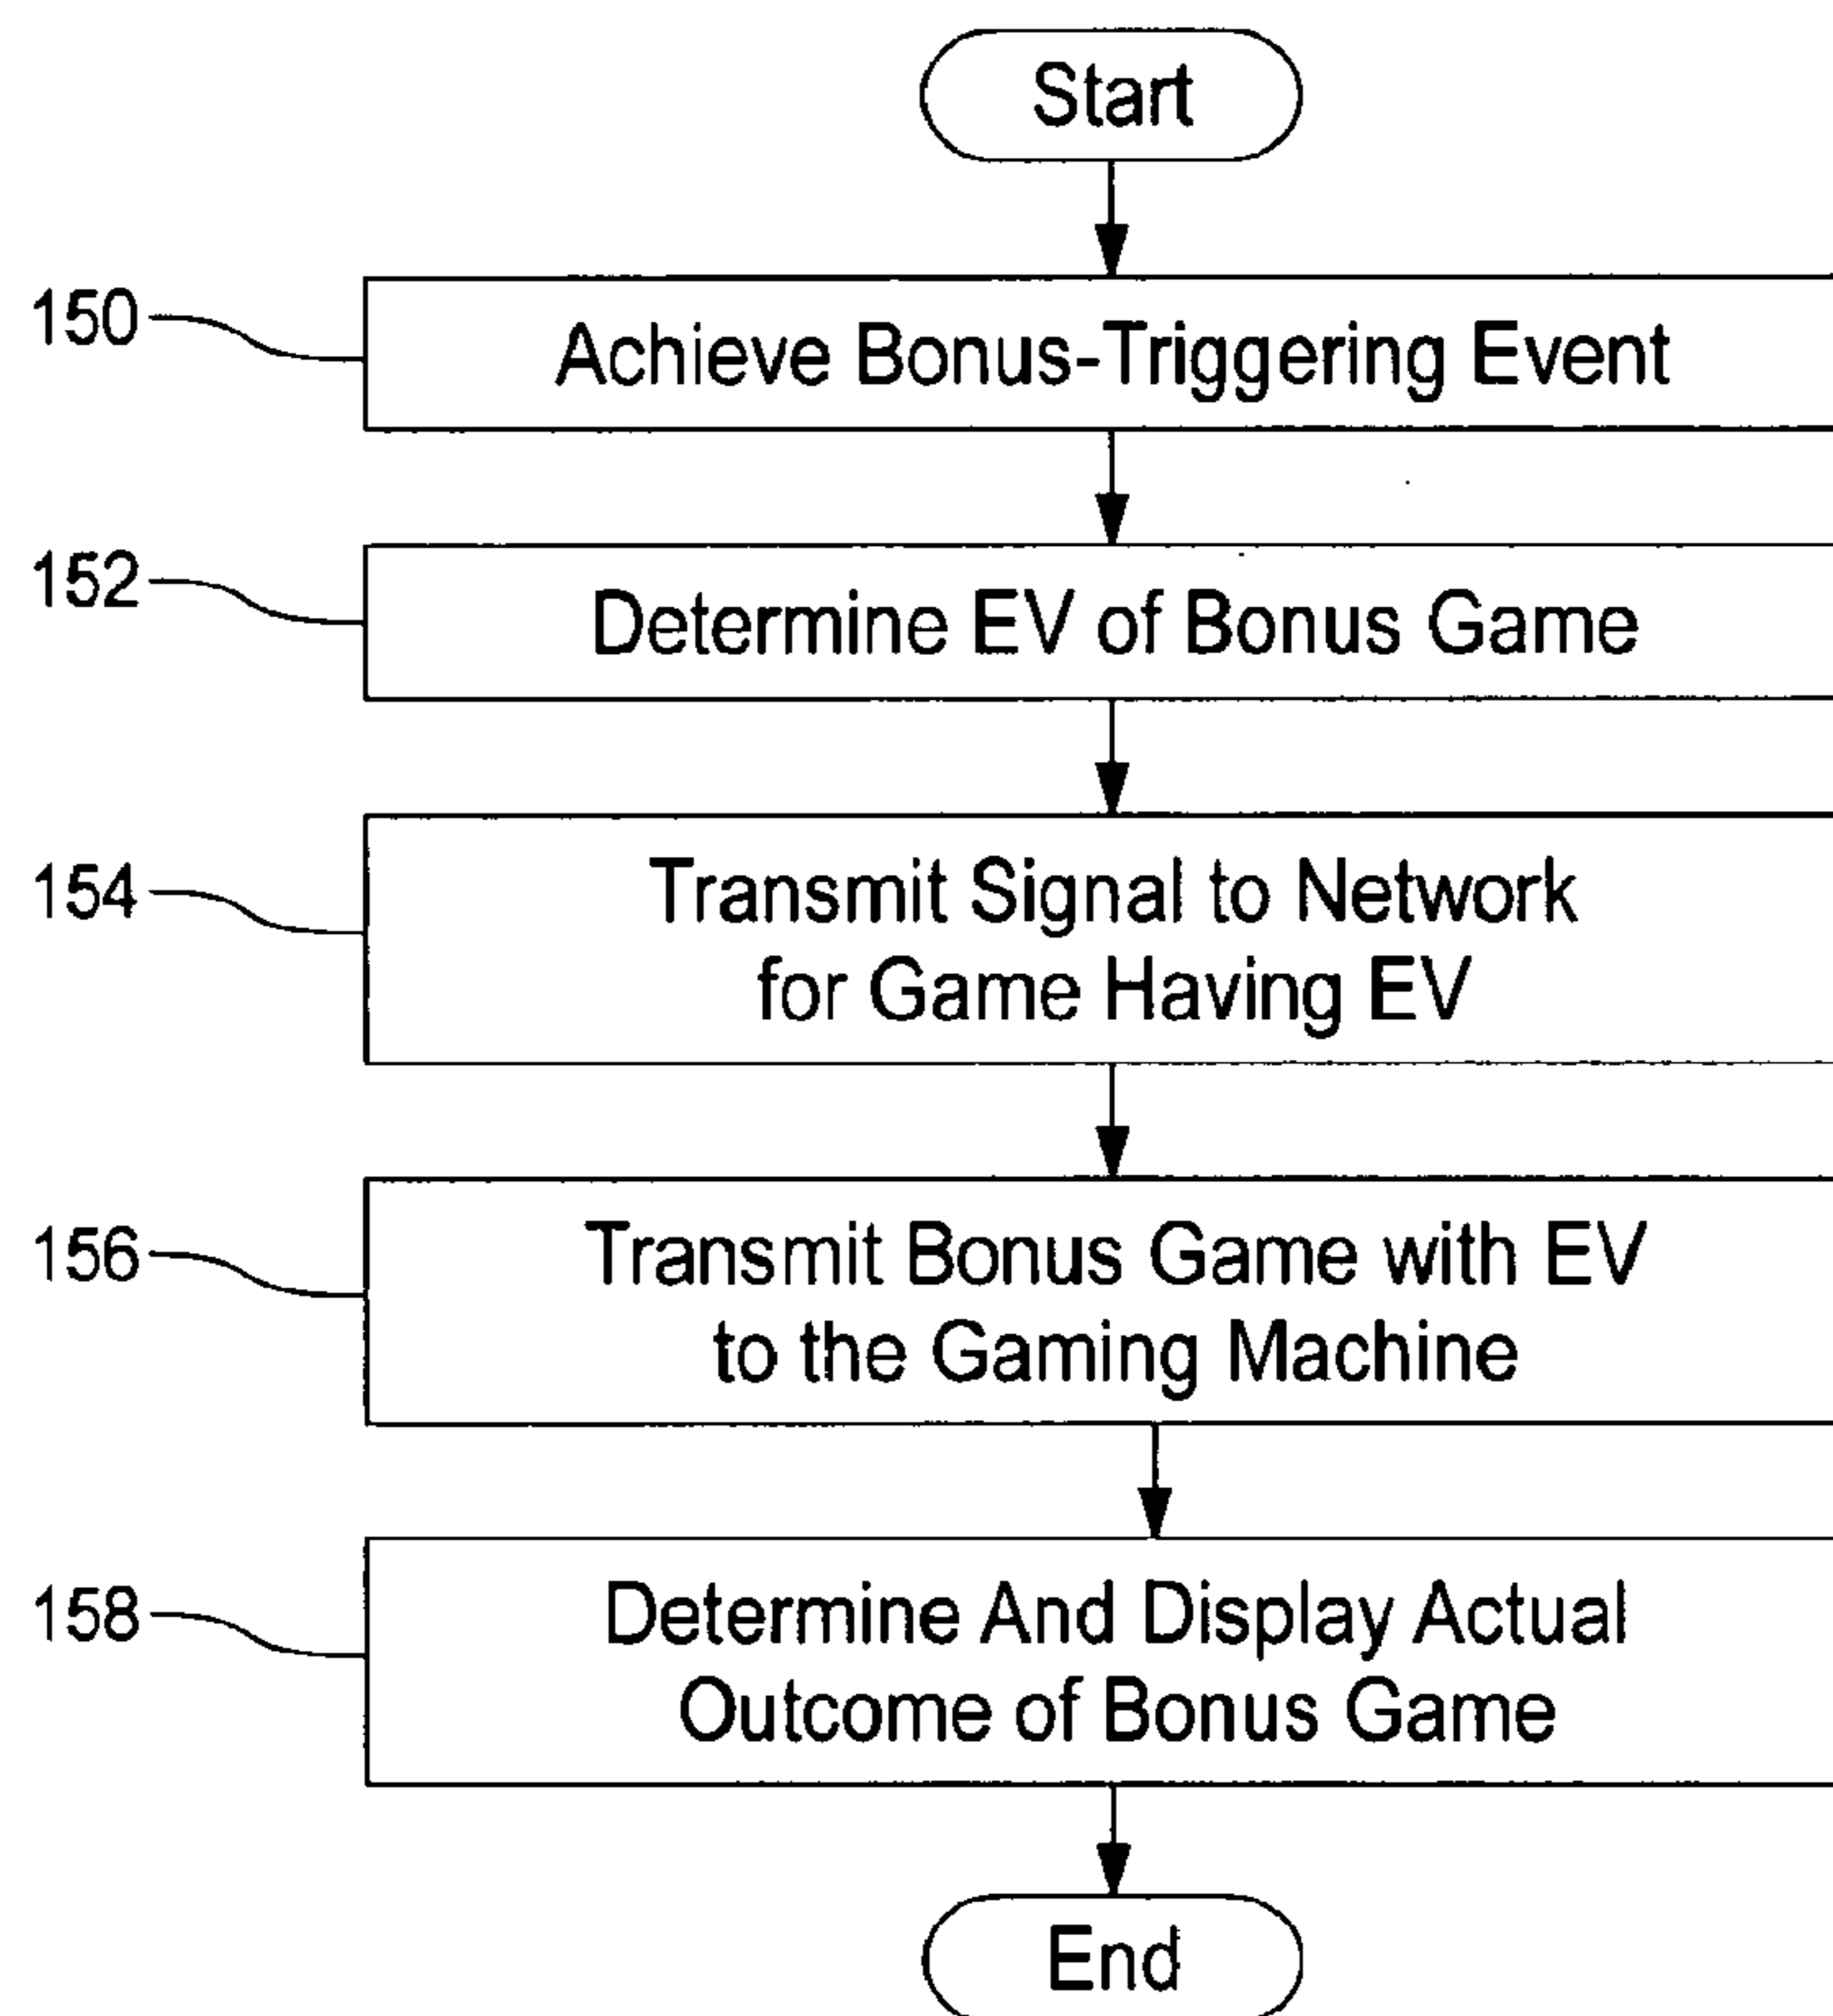 Start
150
Achieve Bonus-Triggering Event
152
Determine EV of Bonus Game
154
Transmit Signal to Network
for Game Having EV
156
Transmit Bonus Game with EV
to the Gaming Machine
158
Determine And Display Actual
Outcome of Bonus Game
End